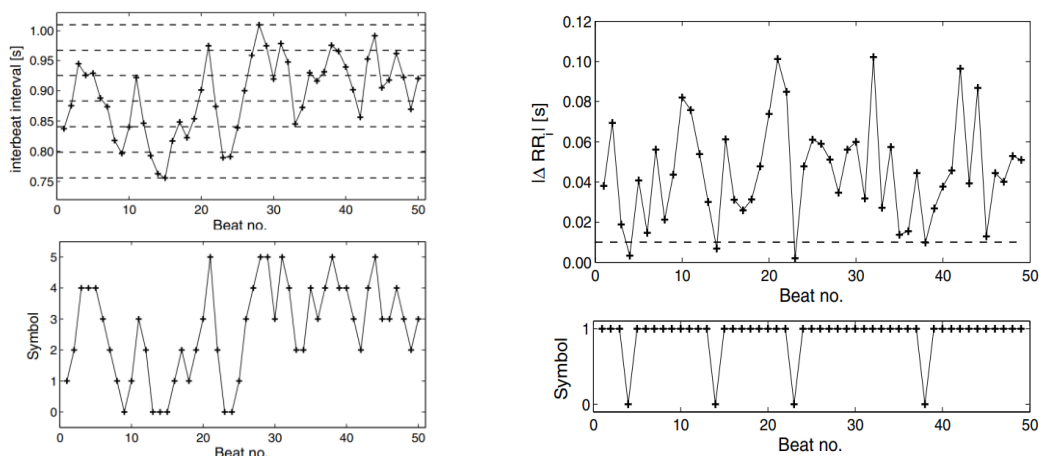 interbeat interval [s]
1.00
0.95
0.90
0.85
0.80
0.75
0 10 20 30 40 50
Beat no.
Symbol
5
4
3
2
1
0
0 10 20 30 40 50
Beat no.
|Δ RRi| [s]
0.12
0.10
0.08
0.06
0.04
0.02
0.00
0 10 20 30 40 50
Beat no.
Symbol
1
0
0 10 20 30 40 50
Beat no.